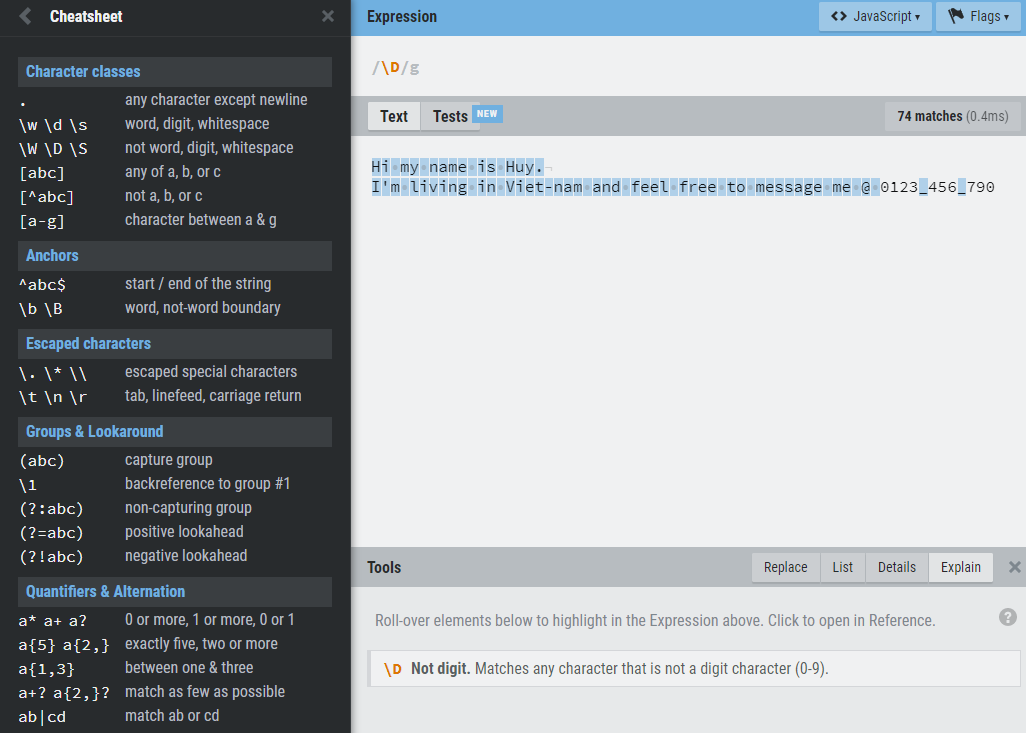 Cheatsheet
Character classes
. any character except newline
\w \d \s word, digit, whitespace
\W \D \S not word, digit, whitespace
[abc] any of a, b, or c
[^abc] not a, b, or c
[a-g] character between a & g
Anchors
^abc$ start / end of the string
\b \B word, not-word boundary
Escaped characters
\. \* \\ escaped special characters
\t \n \r tab, linefeed, carriage return
Groups & Lookaround
(abc) capture group
\1 backreference to group #1
(?:abc) non-capturing group
(?=abc) positive lookahead
(?!abc) negative lookahead
Quantifiers & Alternation
a* a+ a? 0 or more, 1 or more, 0 or 1
a{5} a{2,} exactly five, two or more
a{1,3} between one & three
a+? a{2,}? match as few as possible
ab|cd match ab or cd
Expression
<> JavaScript ▾ Flags ▾
/\D/g
Text Tests NEW 74 matches (0.4ms)
Hi my name is Huy.¬
I'm living in Viet-nam and feel free to message me @ 0123_456_790
Tools Replace List Details Explain
Roll-over elements below to highlight in the Expression above. Click to open in Reference. ?
\D Not digit. Matches any character that is not a digit character (0-9).